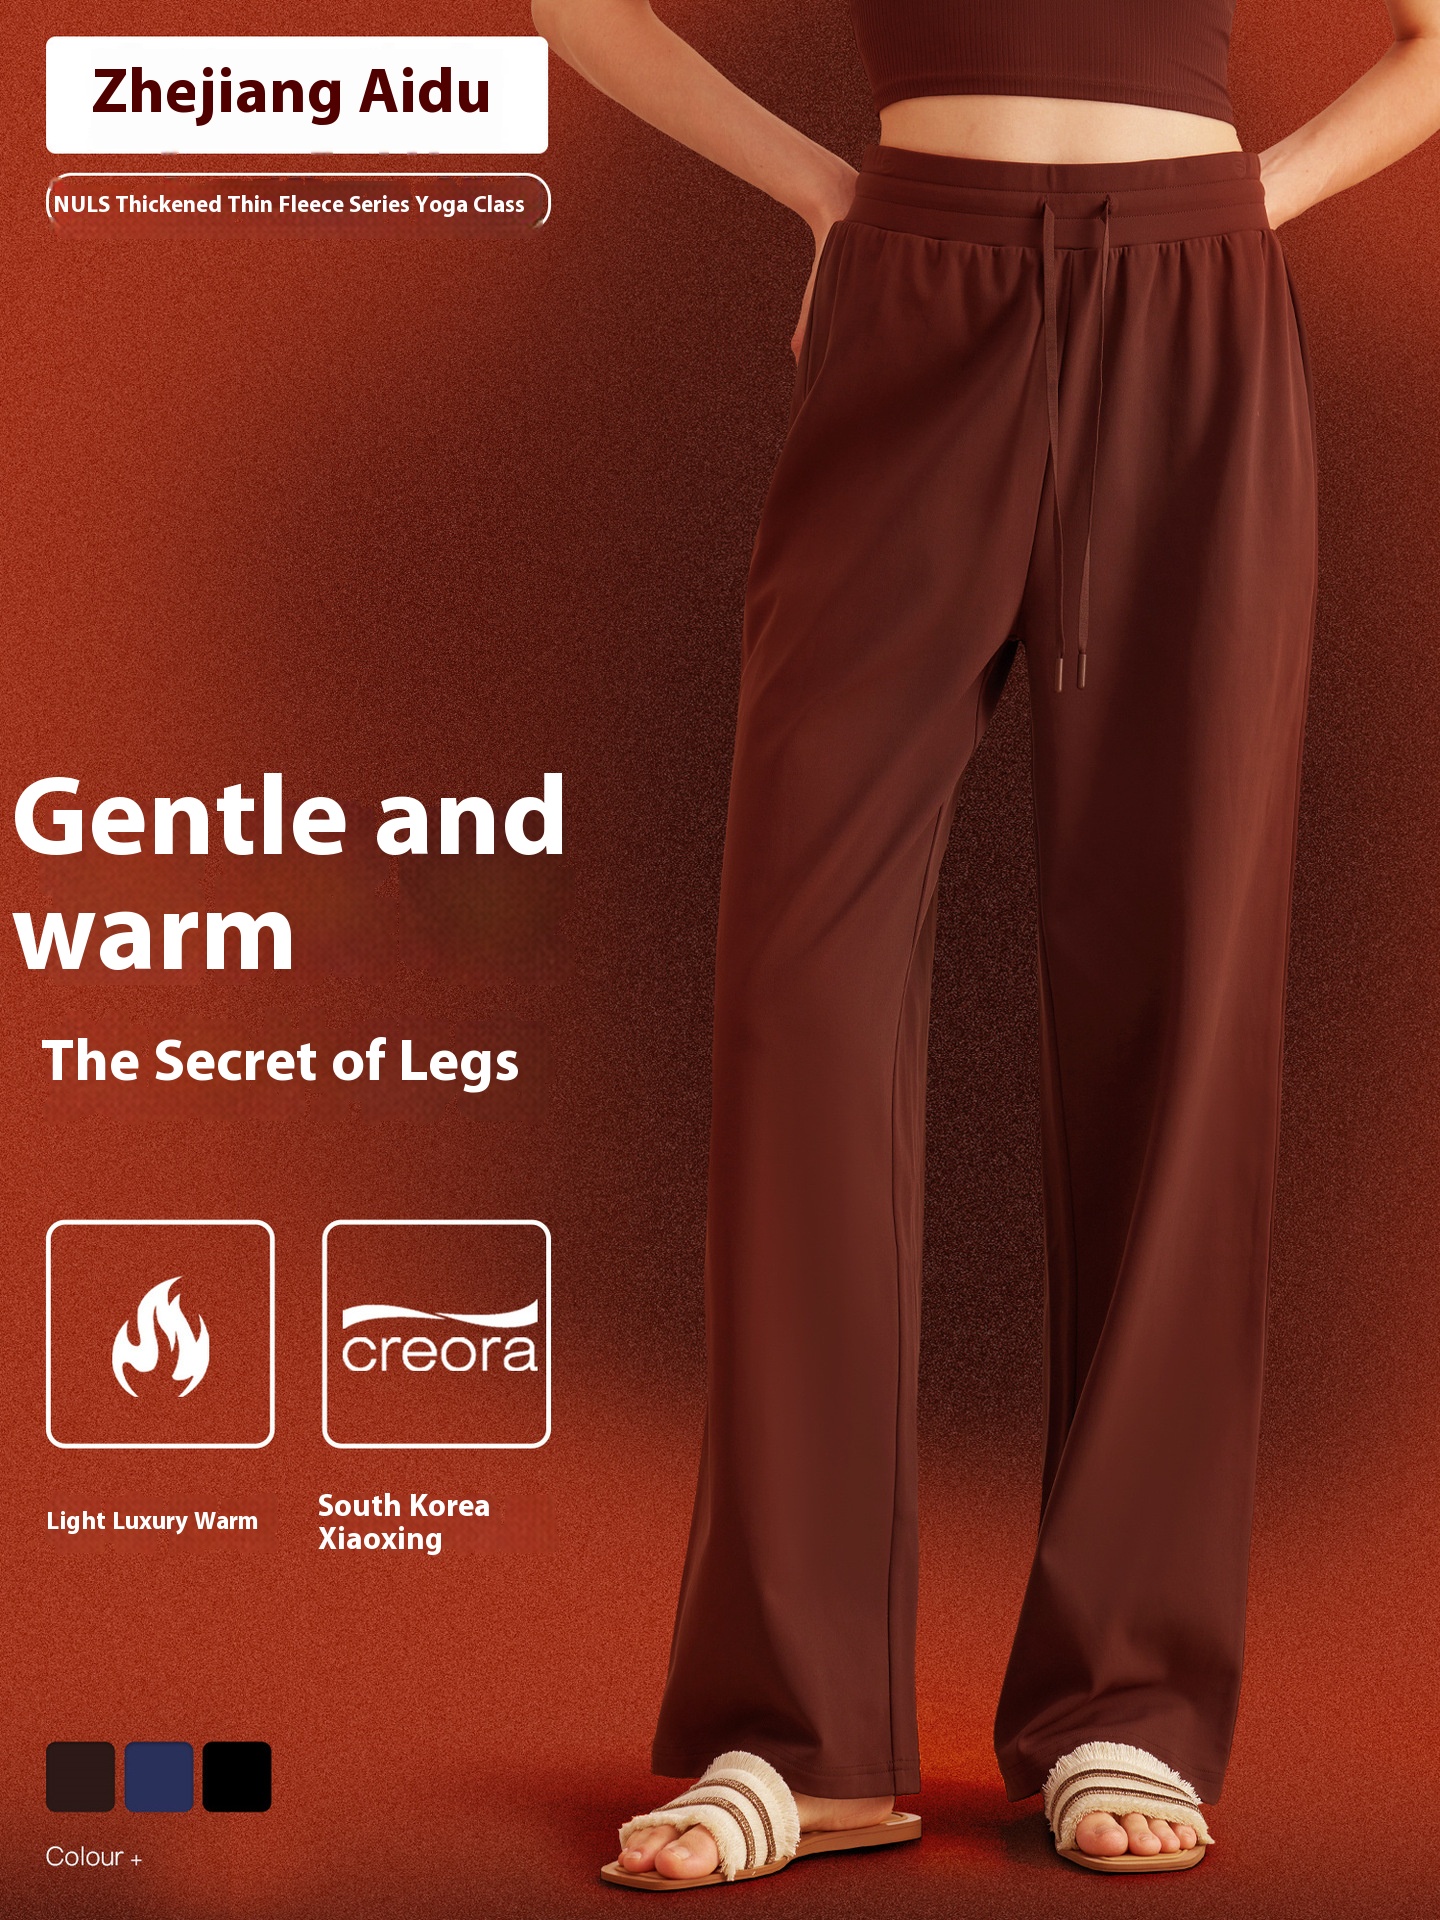 Zhejiang Aidu
NULS Thickened Thin Fleece Series Yoga Class
Gentle and
warm
The Secret of Legs
creora
Light Luxury Warm
South Korea
Xiaoxing
Colour +